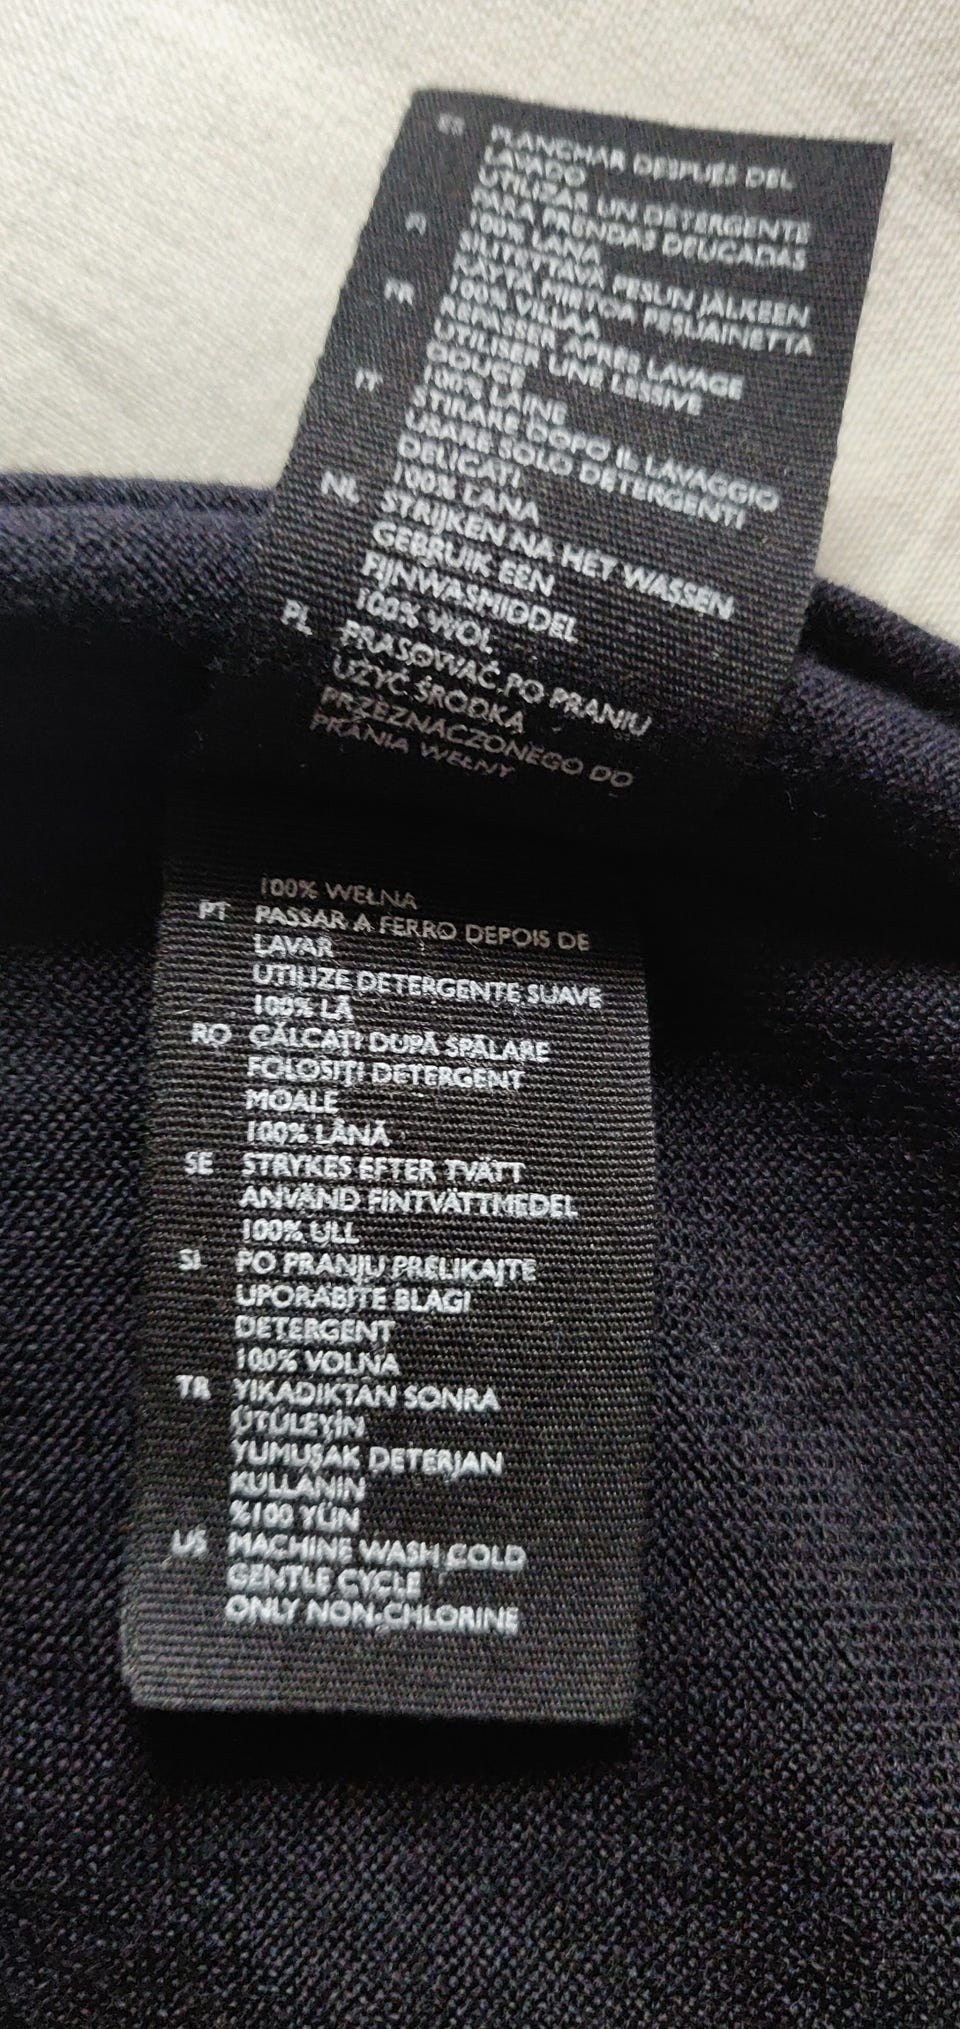 ES PLANCHAR DESPUÉS DEL
LAVADO
UTILIZAR UN DETERGENTE
PARA PRENDAS DELICADAS
100% LANA
FI SILITETTÄVÄ PESUN JÄLKEEN
KÄYTÄ MIETOA PESUAINETTA
100% VILLAA
FR REPASSER APRÈS LAVAGE
UTILISER UNE LESSIVE
DOUCE
100% LAINE
IT STIRARE DOPO IL LAVAGGIO
USARE SOLO DETERGENTI
DELICATI
100% LANA
NL STRIJKEN NA HET WASSEN
GEBRUIK EEN
FIJNWASMIDDEL
100% WOL
PL PRASOWAĆ PO PRANIU
UŻYĆ ŚRODKA
PRZEZNACZONEGO DO
PRANIA WEŁNY
100% WEŁNA
PT PASSAR A FERRO DEPOIS DE
LAVAR
UTILIZE DETERGENTE SUAVE
100% LÃ
RO CĂLCAȚI DUPĂ SPĂLARE
FOLOSIȚI DETERGENT
MOALE
100% LÂNĂ
SE STRYKES EFTER TVÄTT
ANVÄND FINTVÄTTMEDEL
100% ULL
SI PO PRANJU PRELIKAJTE
UPORABITE BLAGI
DETERGENT
100% VOLNA
TR YIKADIKTAN SONRA
ÜTÜLEYİN
YUMUŞAK DETERJAN
KULLANIN
%100 YÜN
US MACHINE WASH COLD
GENTLE CYCLE
ONLY NON-CHLORINE